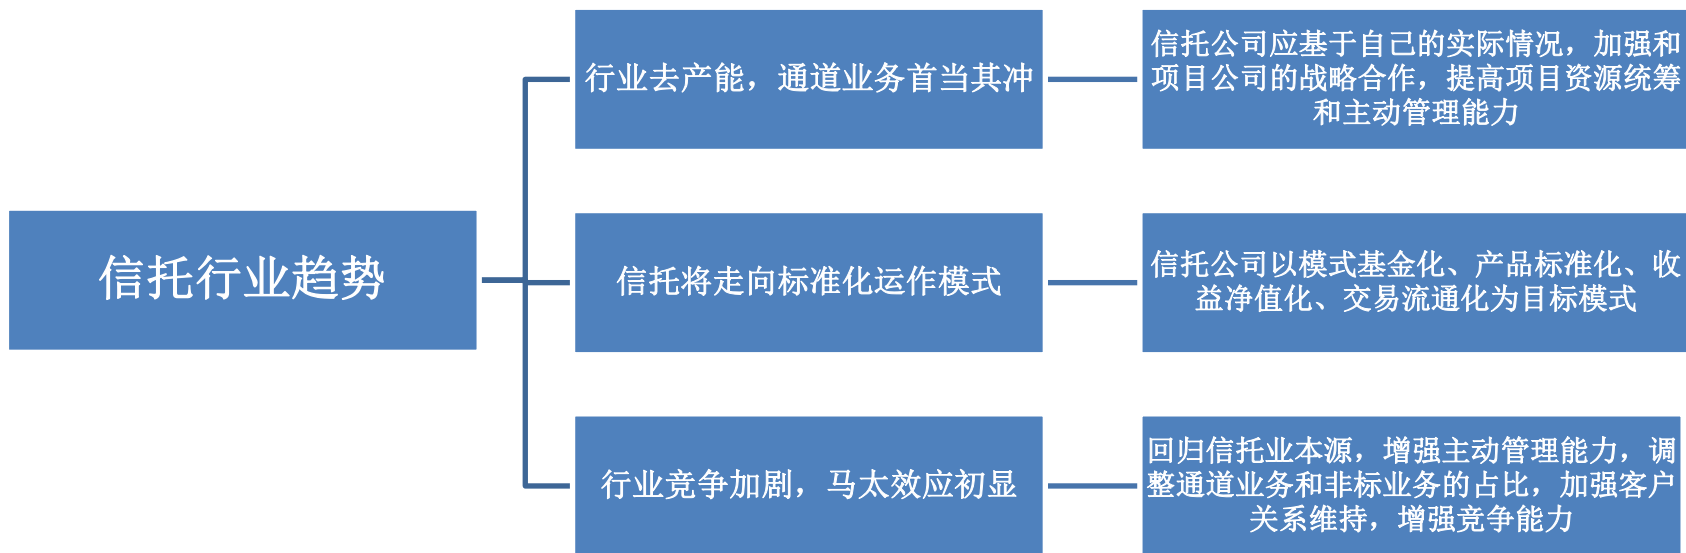 信托行业趋势
行业去产能，通道业务首当其冲
信托公司应基于自己的实际情况，加强和
项目公司的战略合作，提高项目资源统筹
和主动管理能力
信托将走向标准化运作模式
信托公司以模式基金化、产品标准化、收
益净值化、交易流通化为目标模式
行业竞争加剧，马太效应初显
回归信托业本源，增强主动管理能力，调
整通道业务和非标业务的占比，加强客户
关系维持，增强竞争能力